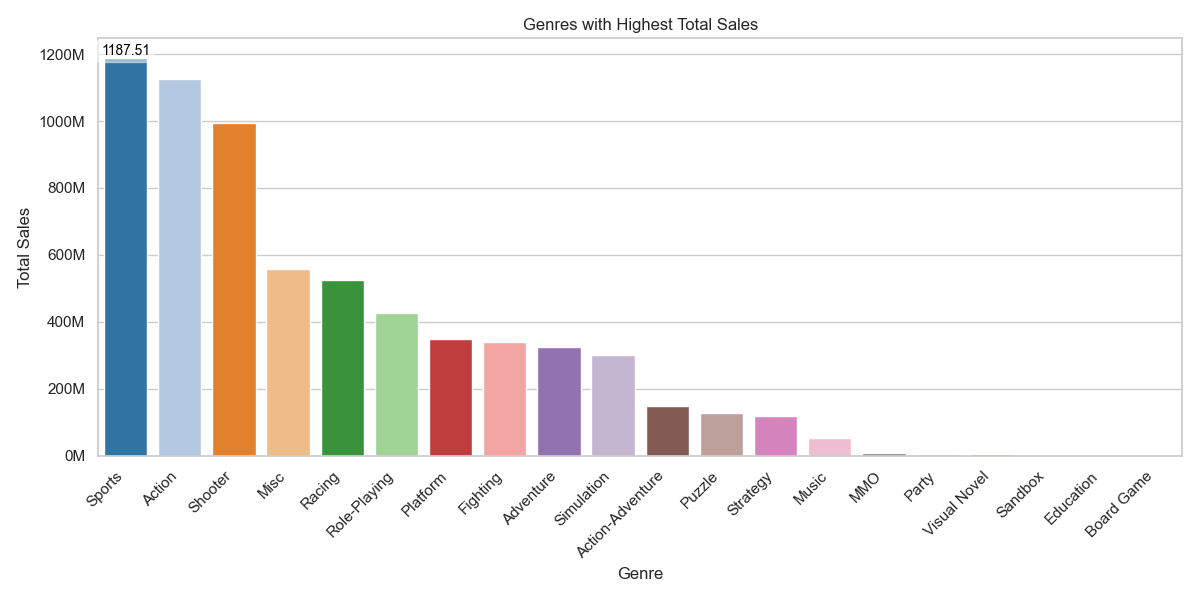 Genres with Highest Total Sales
1187.51
1200M
1000M
800M
600M
400M
200M
0M
Total Sales
Sports
Action
Shooter
Misc
Racing
Role-Playing
Platform
Fighting
Adventure
Simulation
Action-Adventure
Puzzle
Strategy
Music
MMO
Party
Visual Novel
Sandbox
Education
Board Game
Genre